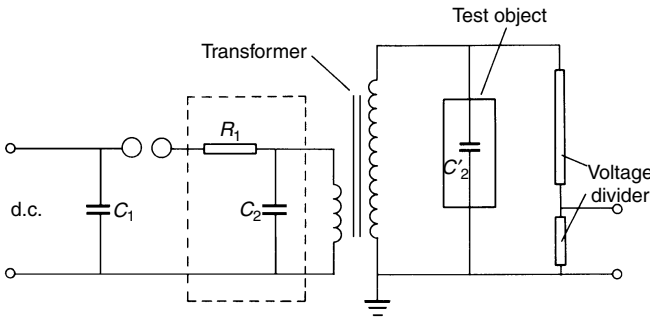 Test object
Transformer
R1
C'2
Voltage
divider
d.c.
C1
C2